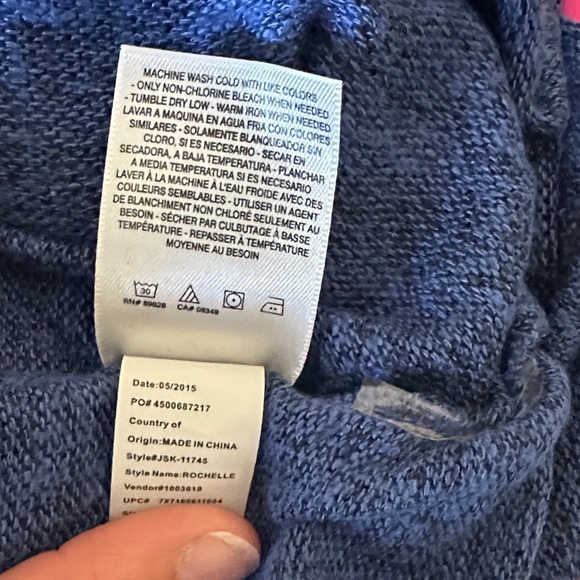 MACHINE WASH COLD WITH LIKE COLORS
- ONLY NON-CHLORINE BLEACH WHEN NEEDED
- TUMBLE DRY LOW - WARM IRON WHEN NEEDED
LAVAR A MAQUINA EN AGUA FRIA CON COLORES
SIMILARES - SOLAMENTE BLANQUEADOR SIN
CLORO, SI ES NECESARIO - SECAR EN
SECADORA, A BAJA TEMPERATURA - PLANCHAR
A MEDIA TEMPERATURA SI ES NECESARIO
LAVER À LA MACHINE À L'EAU FROIDE AVEC DES
COULEURS SEMBLABLES - UTILISER UN AGENT
DE BLANCHIMENT NON CHLORÉ SEULEMENT AU
BESOIN - SÉCHER PAR CULBUTAGE À BASSE
TEMPÉRATURE - REPASSER À TEMPÉRATURE
MOYENNE AU BESOIN
30
RN# 89828 CA# 08349
Date:05/2015
PO# 4500687217
Country of
Origin:MADE IN CHINA
Style#JSK-11745
Style Name:ROCHELLE
Vendor#1003618
UPC#